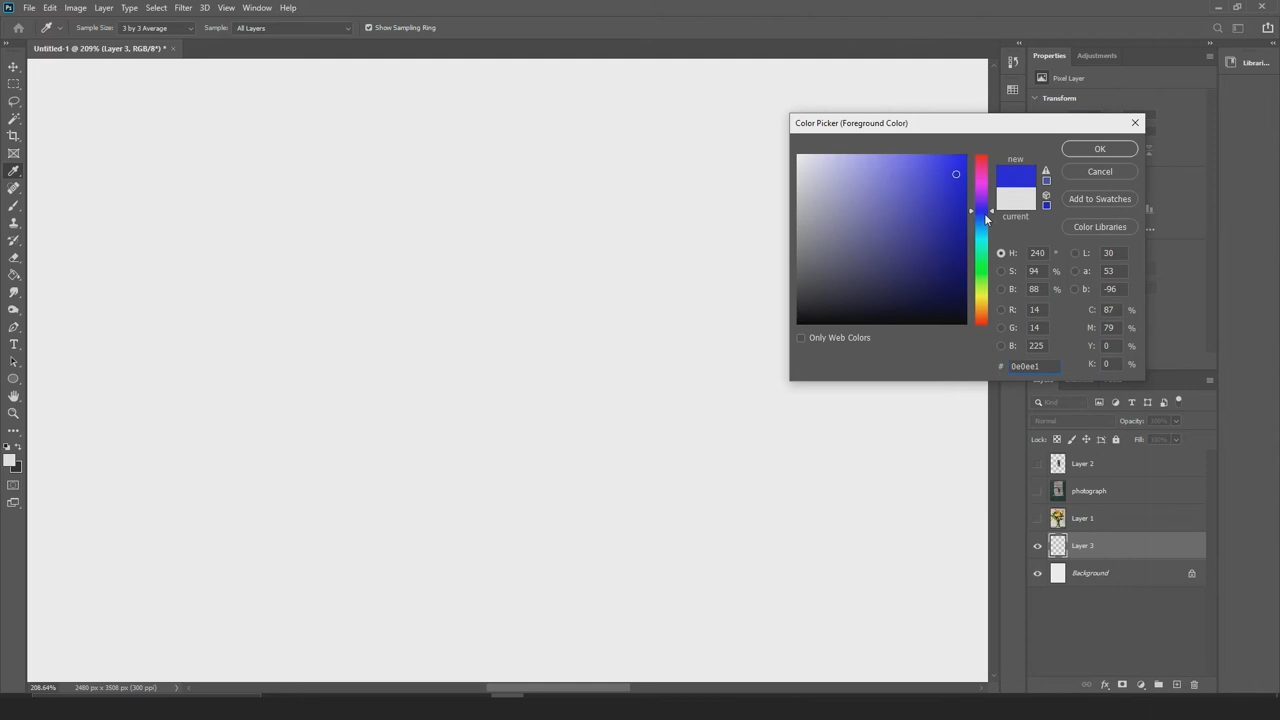 Ps File Edit Image Layer Type Select Filter 3D View Window Help
Sample Size: 3 by 3 Average Sample: All Layers Show Sampling Ring
Untitled-1 @ 209% (Layer 3, RGB/8*) *
Properties Adjustments
Librari...
Pixel Layer
Transform
Color Picker (Foreground Color)
new
current
OK
Cancel
Add to Swatches
Color Libraries
H: 240 ° L: 30
S: 94 % a: 53
B: 88 % b: -96
R: 14 C: 87 %
G: 14 M: 79 %
B: 225 Y: 0 %
# 0e0ee1 K: 0 %
Only Web Colors
Kind
Normal Opacity: 100%
Lock: Fill: 100%
Layer 2
photograph
Layer 1
Layer 3
Background
fx
208.64% 2480 px x 3508 px (300 ppi)